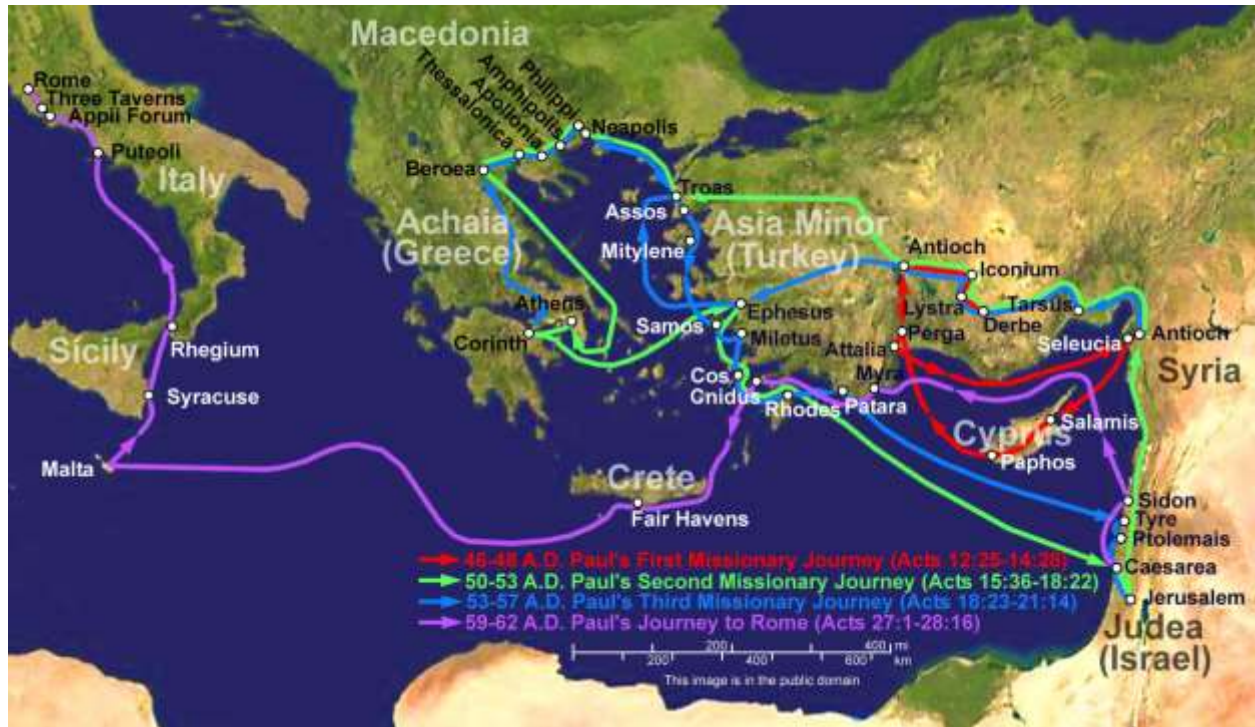 Macedonia
Rome
Three Taverns
Appii Forum
Puteoli
Italy
Philippi
Amphipolis
Apollonia
Thessalonica
Neapolis
Beroea
Troas
Achaia
(Greece)
Assos
Asia Minor
(Turkey)
Mitylene
Antioch
Iconium
Athens
Ephesus
Lystra
Tarsus
Derbe
Corinth
Samos
Milotus
Perga
Attalia
Seleucia
Antioch
Sicily
Rhegium
Myra
Syria
Cos
Cnidus
Rhodes
Patara
Syracuse
Salamis
Cyprus
Paphos
Malta
Crete
Fair Havens
Sidon
Tyre
Ptolemais
Caesarea
Jerusalem
Judea
(Israel)
46-48 A.D. Paul's First Missionary Journey (Acts 12:25-14:28)
50-53 A.D. Paul's Second Missionary Journey (Acts 15:36-18:22)
53-57 A.D. Paul's Third Missionary Journey (Acts 18:23-21:14)
59-62 A.D. Paul's Journey to Rome (Acts 27:1-28:16)
200 400 mi
200 400 600 km
This image is in the public domain